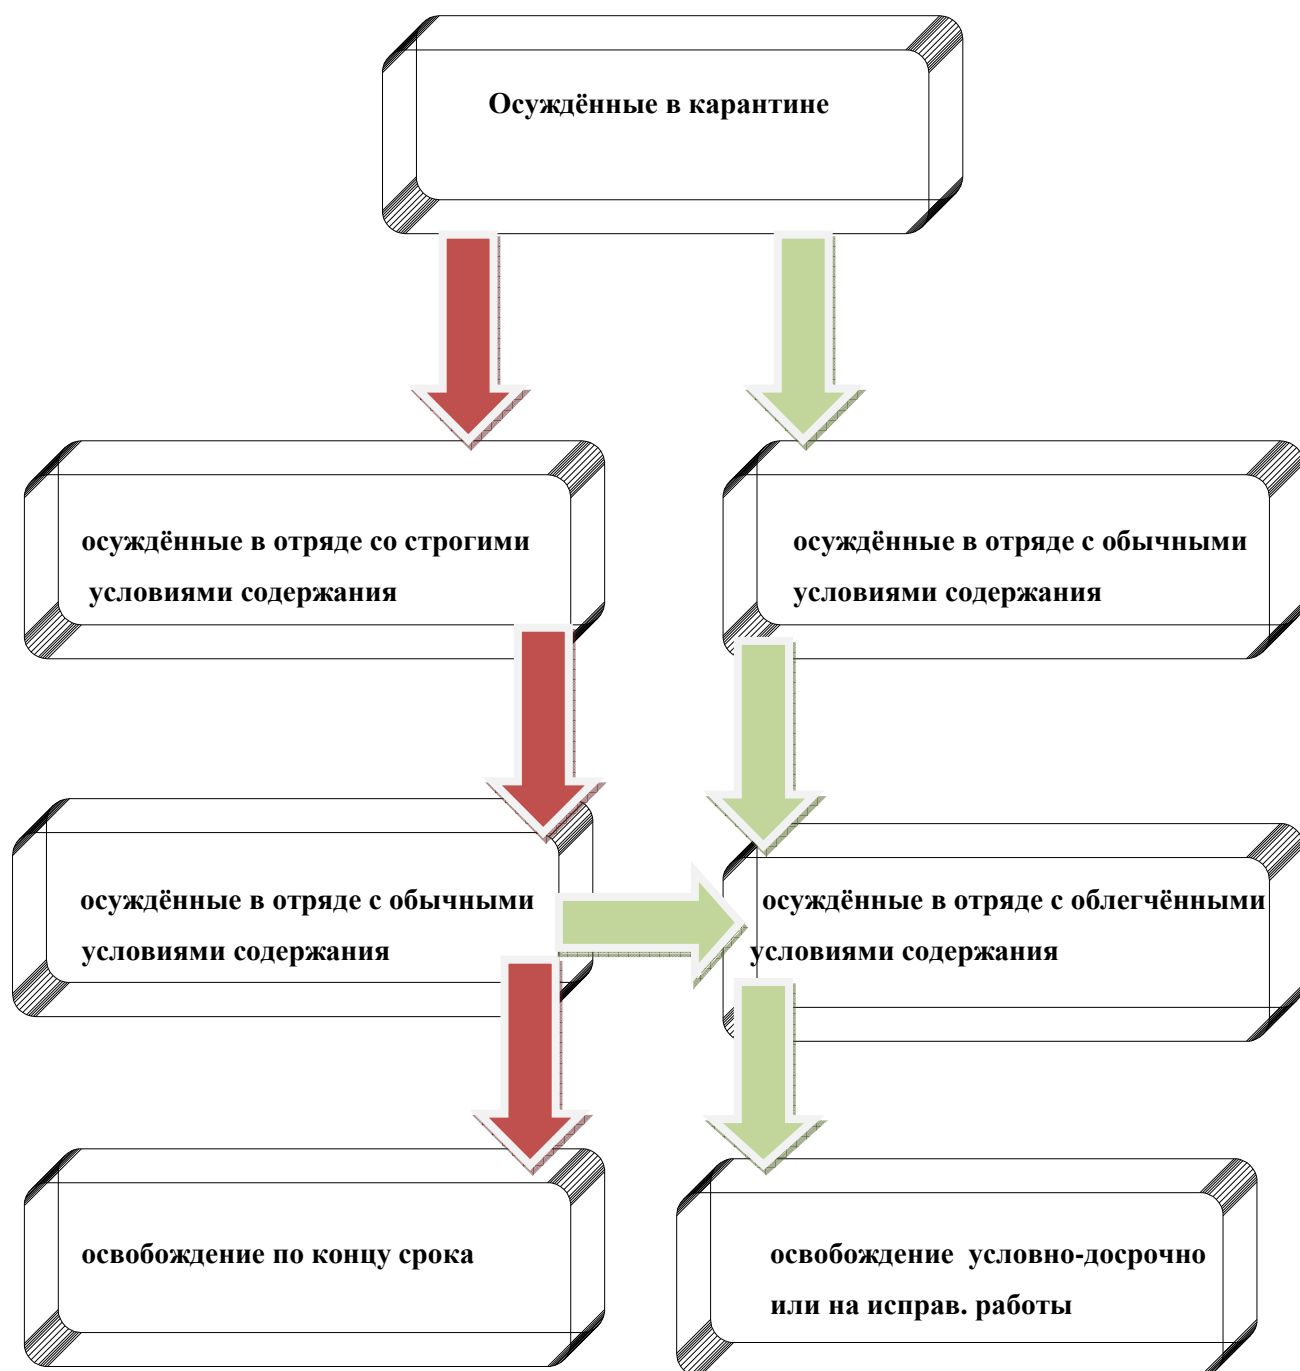 Осуждённые в карантине
осуждённые в отряде со строгими
условиями содержания
осуждённые в отряде с обычными
условиями содержания
осуждённые в отряде с обычными
условиями содержания
осуждённые в отряде с облегчёнными
условиями содержания
освобождение по концу срока
освобождение условно-досрочно
или на исправ. работы